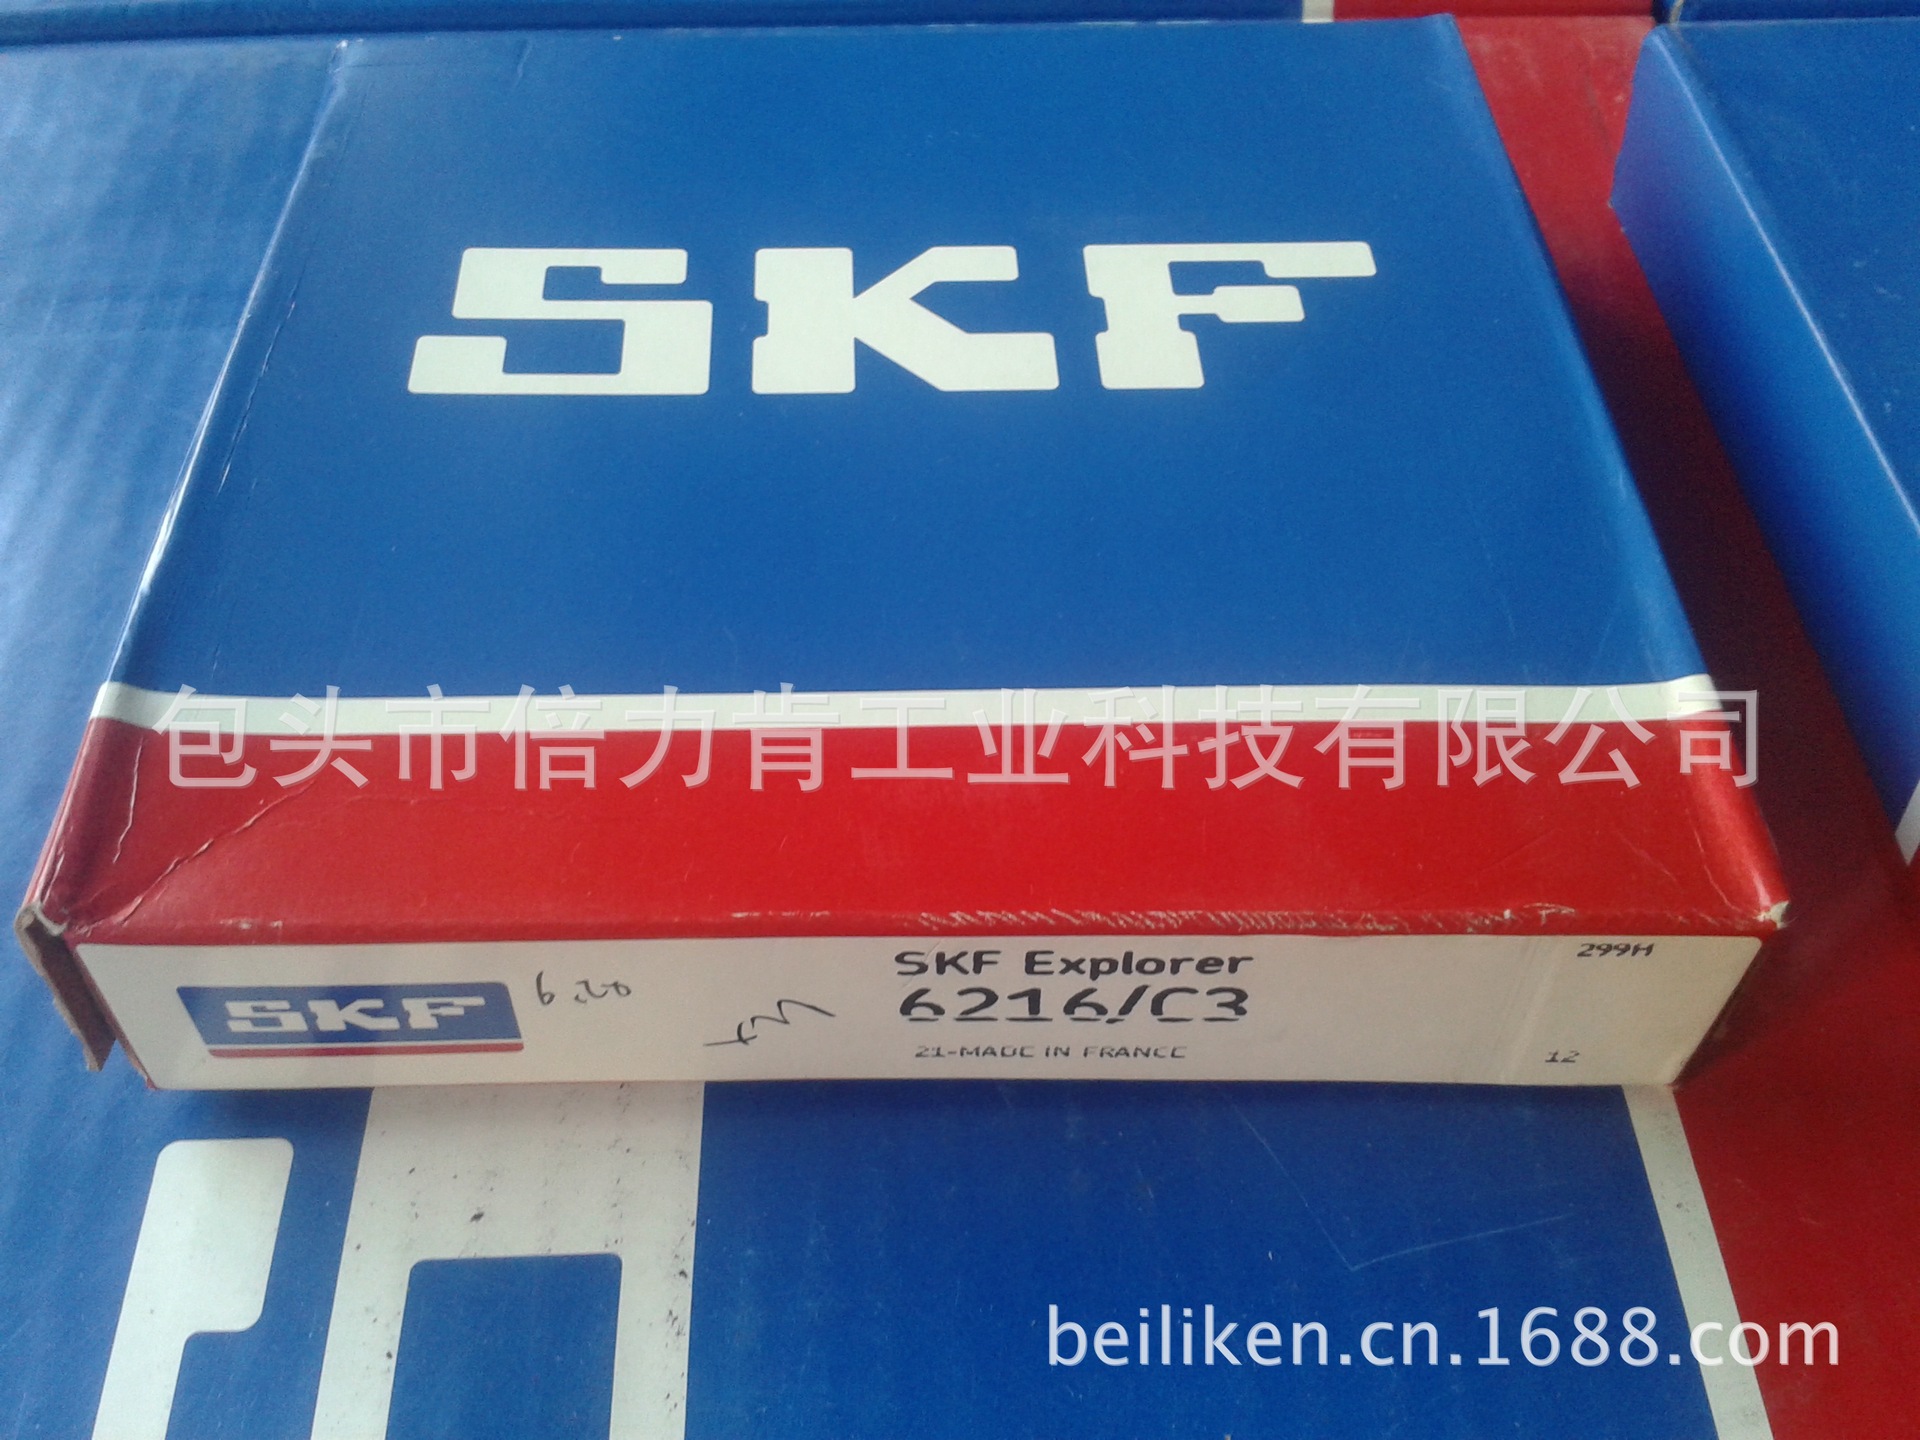 SKF
包头市倍力肯工业科技有限公司
SKF Explorer
299H
SKF
6216/C3
21-MADE IN FRANCE
12
beiliken.cn.1688.com